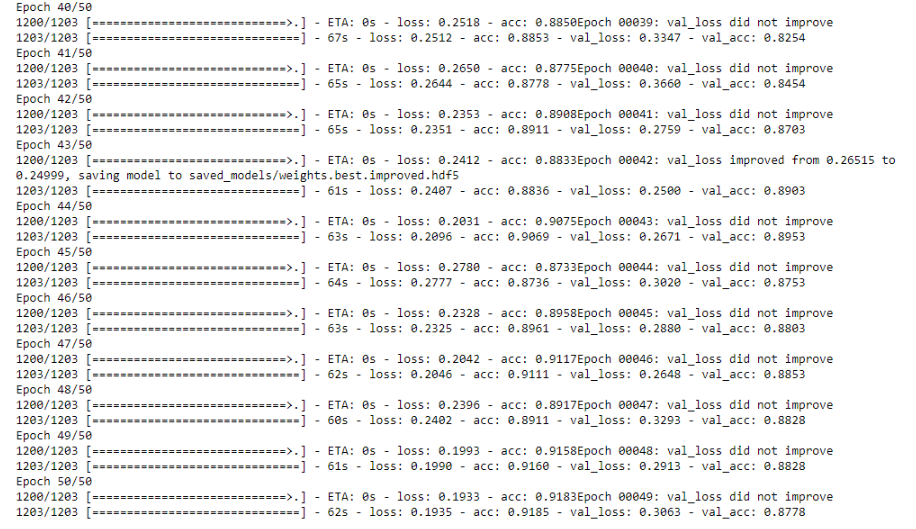 Epoch 40/50
1200/1203 [============================>.] - ETA: 0s - loss: 0.2518 - acc: 0.8850Epoch 00039: val_loss did not improve
1203/1203 [==============================] - 67s - loss: 0.2512 - acc: 0.8853 - val_loss: 0.3347 - val_acc: 0.8254
Epoch 41/50
1200/1203 [============================>.] - ETA: 0s - loss: 0.2650 - acc: 0.8775Epoch 00040: val_loss did not improve
1203/1203 [==============================] - 65s - loss: 0.2644 - acc: 0.8778 - val_loss: 0.3660 - val_acc: 0.8454
Epoch 42/50
1200/1203 [============================>.] - ETA: 0s - loss: 0.2353 - acc: 0.8908Epoch 00041: val_loss did not improve
1203/1203 [==============================] - 65s - loss: 0.2351 - acc: 0.8911 - val_loss: 0.2759 - val_acc: 0.8703
Epoch 43/50
1200/1203 [============================>.] - ETA: 0s - loss: 0.2412 - acc: 0.8833Epoch 00042: val_loss improved from 0.26515 to
0.24999, saving model to saved_models/weights.best.improved.hdf5
1203/1203 [==============================] - 61s - loss: 0.2407 - acc: 0.8836 - val_loss: 0.2500 - val_acc: 0.8903
Epoch 44/50
1200/1203 [============================>.] - ETA: 0s - loss: 0.2031 - acc: 0.9075Epoch 00043: val_loss did not improve
1203/1203 [==============================] - 63s - loss: 0.2096 - acc: 0.9069 - val_loss: 0.2671 - val_acc: 0.8953
Epoch 45/50
1200/1203 [============================>.] - ETA: 0s - loss: 0.2780 - acc: 0.8733Epoch 00044: val_loss did not improve
1203/1203 [==============================] - 64s - loss: 0.2777 - acc: 0.8736 - val_loss: 0.3020 - val_acc: 0.8753
Epoch 46/50
1200/1203 [============================>.] - ETA: 0s - loss: 0.2328 - acc: 0.8958Epoch 00045: val_loss did not improve
1203/1203 [==============================] - 63s - loss: 0.2325 - acc: 0.8961 - val_loss: 0.2880 - val_acc: 0.8803
Epoch 47/50
1200/1203 [============================>.] - ETA: 0s - loss: 0.2042 - acc: 0.9117Epoch 00046: val_loss did not improve
1203/1203 [==============================] - 62s - loss: 0.2046 - acc: 0.9111 - val_loss: 0.2648 - val_acc: 0.8853
Epoch 48/50
1200/1203 [============================>.] - ETA: 0s - loss: 0.2396 - acc: 0.8917Epoch 00047: val_loss did not improve
1203/1203 [==============================] - 60s - loss: 0.2402 - acc: 0.8911 - val_loss: 0.3293 - val_acc: 0.8828
Epoch 49/50
1200/1203 [============================>.] - ETA: 0s - loss: 0.1993 - acc: 0.9158Epoch 00048: val_loss did not improve
1203/1203 [==============================] - 61s - loss: 0.1990 - acc: 0.9160 - val_loss: 0.2913 - val_acc: 0.8828
Epoch 50/50
1200/1203 [============================>.] - ETA: 0s - loss: 0.1933 - acc: 0.9183Epoch 00049: val_loss did not improve
1203/1203 [==============================] - 62s - loss: 0.1935 - acc: 0.9185 - val_loss: 0.3063 - val_acc: 0.8778